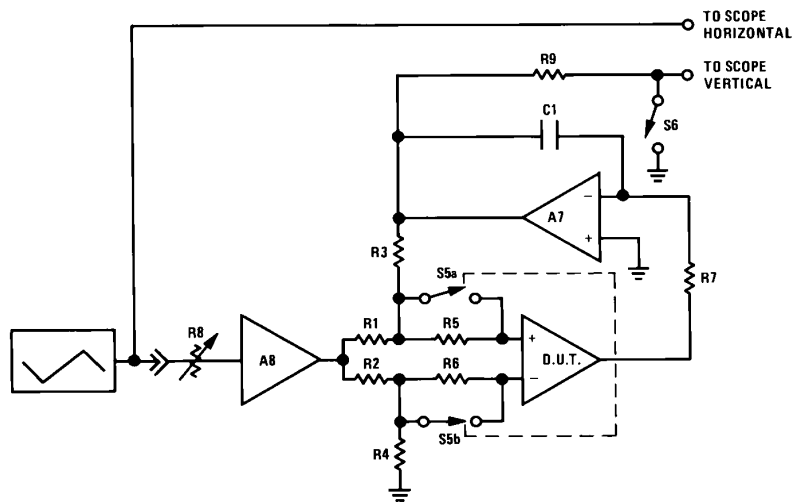 TO SCOPE
HORIZONTAL
TO SCOPE
VERTICAL
R9
S6
C1
A7
−
+
R3
R7
S5a
R8
A8
R1
R5
+
D.U.T.
R2
R6
−
S5b
R4